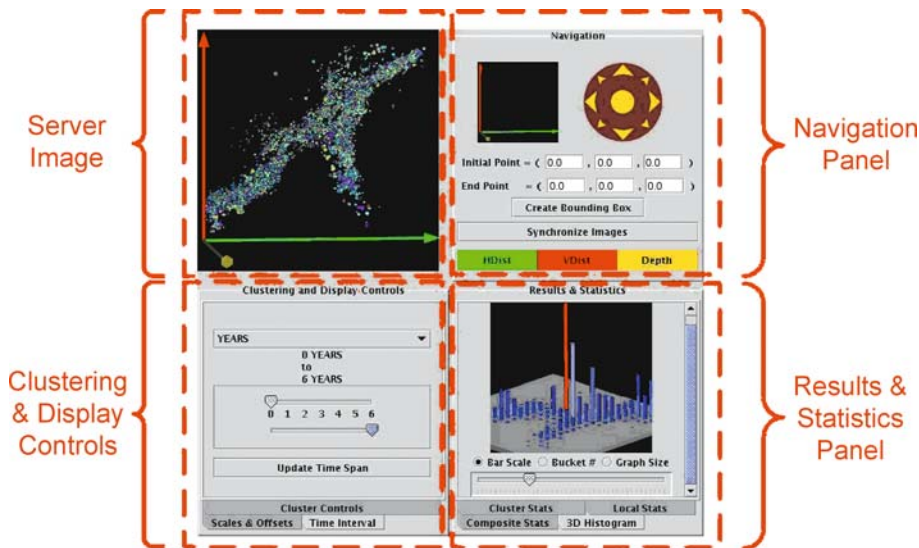 Server
Image
Navigation
Initial Point = ( 0.0 , 0.0 , 0.0 )
End Point = ( 0.0 , 0.0 , 0.0 )
Create Bounding Box
Synchronize Images
HDist VDist Depth
Navigation
Panel
Clustering
& Display
Controls
Clustering and Display Controls
YEARS
0 YEARS
to
6 YEARS
0 1 2 3 4 5 6
Update Time Span
Cluster Controls
Scales & Offsets Time Interval
Results & Statistics
Bar Scale Bucket # Graph Size
Cluster Stats Local Stats
Composite Stats 3D Histogram
Results &
Statistics
Panel